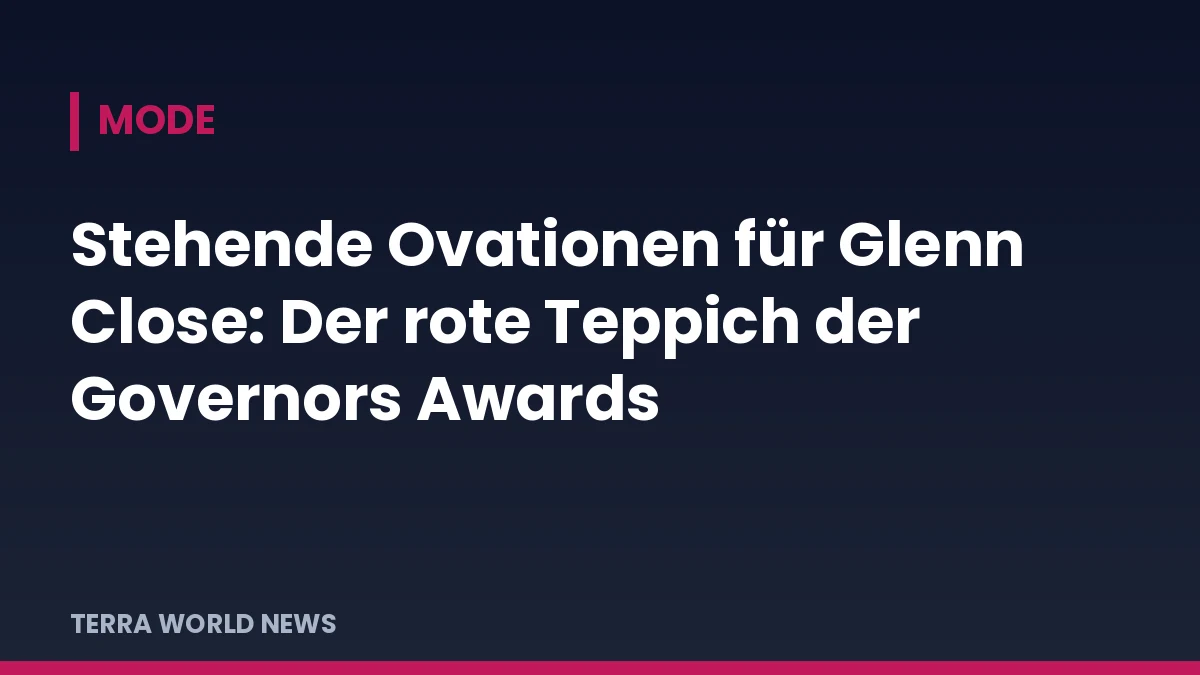 MODE
Stehende Ovationen für Glenn
Close: Der rote Teppich der
Governors Awards
TERRA WORLD NEWS